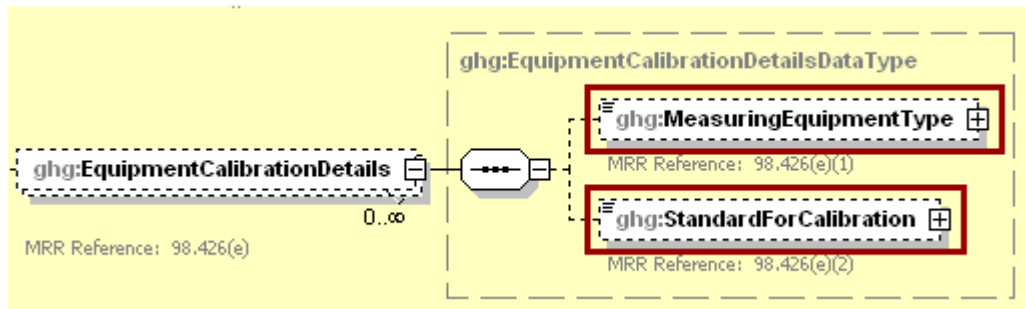 ghg:EquipmentCalibrationDetailsDataType
ghg:MeasuringEquipmentType
MRR Reference: 98.426(e)(1)
ghg:EquipmentCalibrationDetails
0..∞
MRR Reference: 98.426(e)
ghg:StandardForCalibration
MRR Reference: 98.426(e)(2)